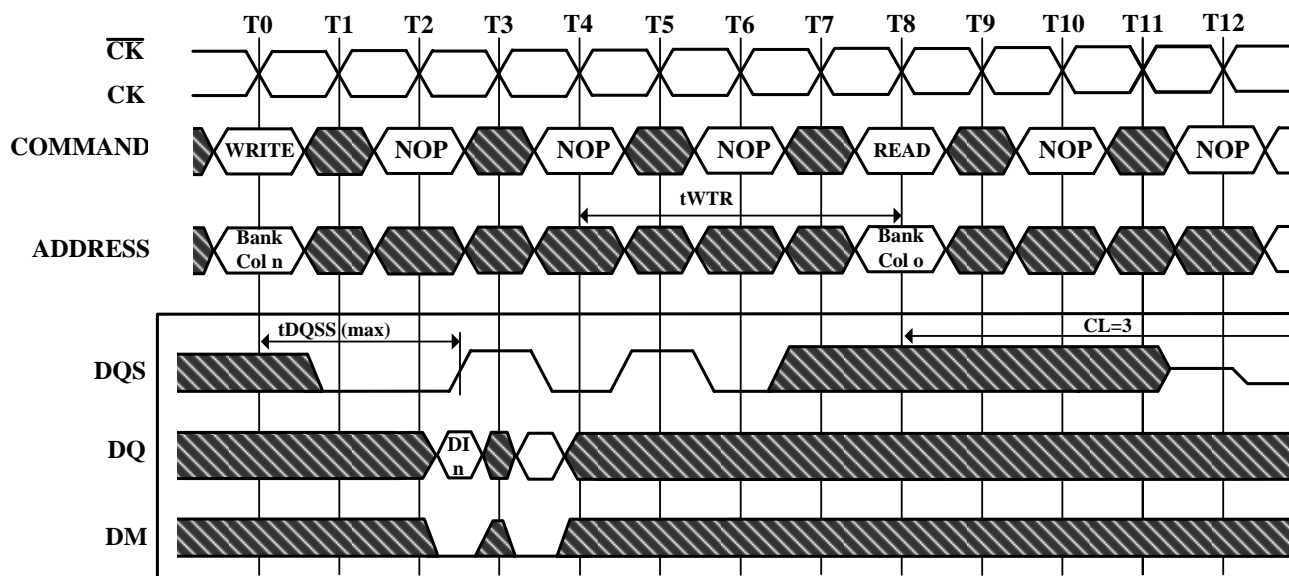 T0 T1 T2 T3 T4 T5 T6 T7 T8 T9 T10 T11 T12
CK
CK
COMMAND WRITE NOP NOP NOP READ NOP NOP
tWTR
ADDRESS Bank Col n Bank Col o
tDQSS (max) CL=3
DQS
DQ DI n
DM